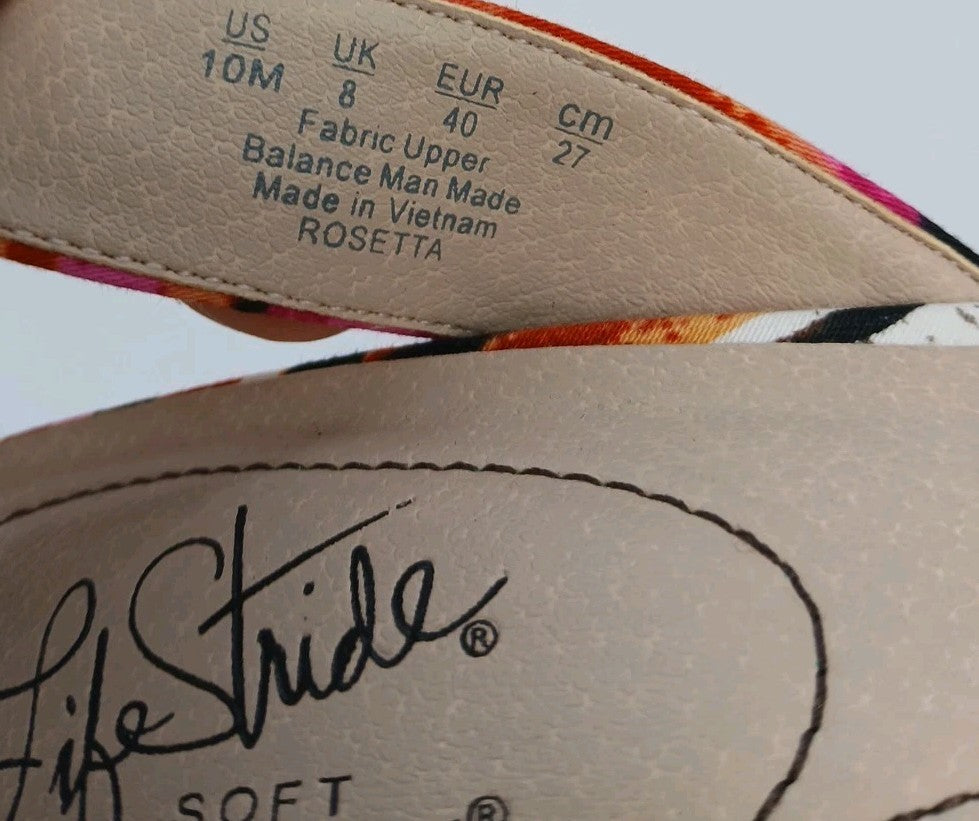 US UK EUR cm
10M 8 40 27
Fabric Upper
Balance Man Made
Made in Vietnam
ROSETTA
LifeStride®
SOFT
®